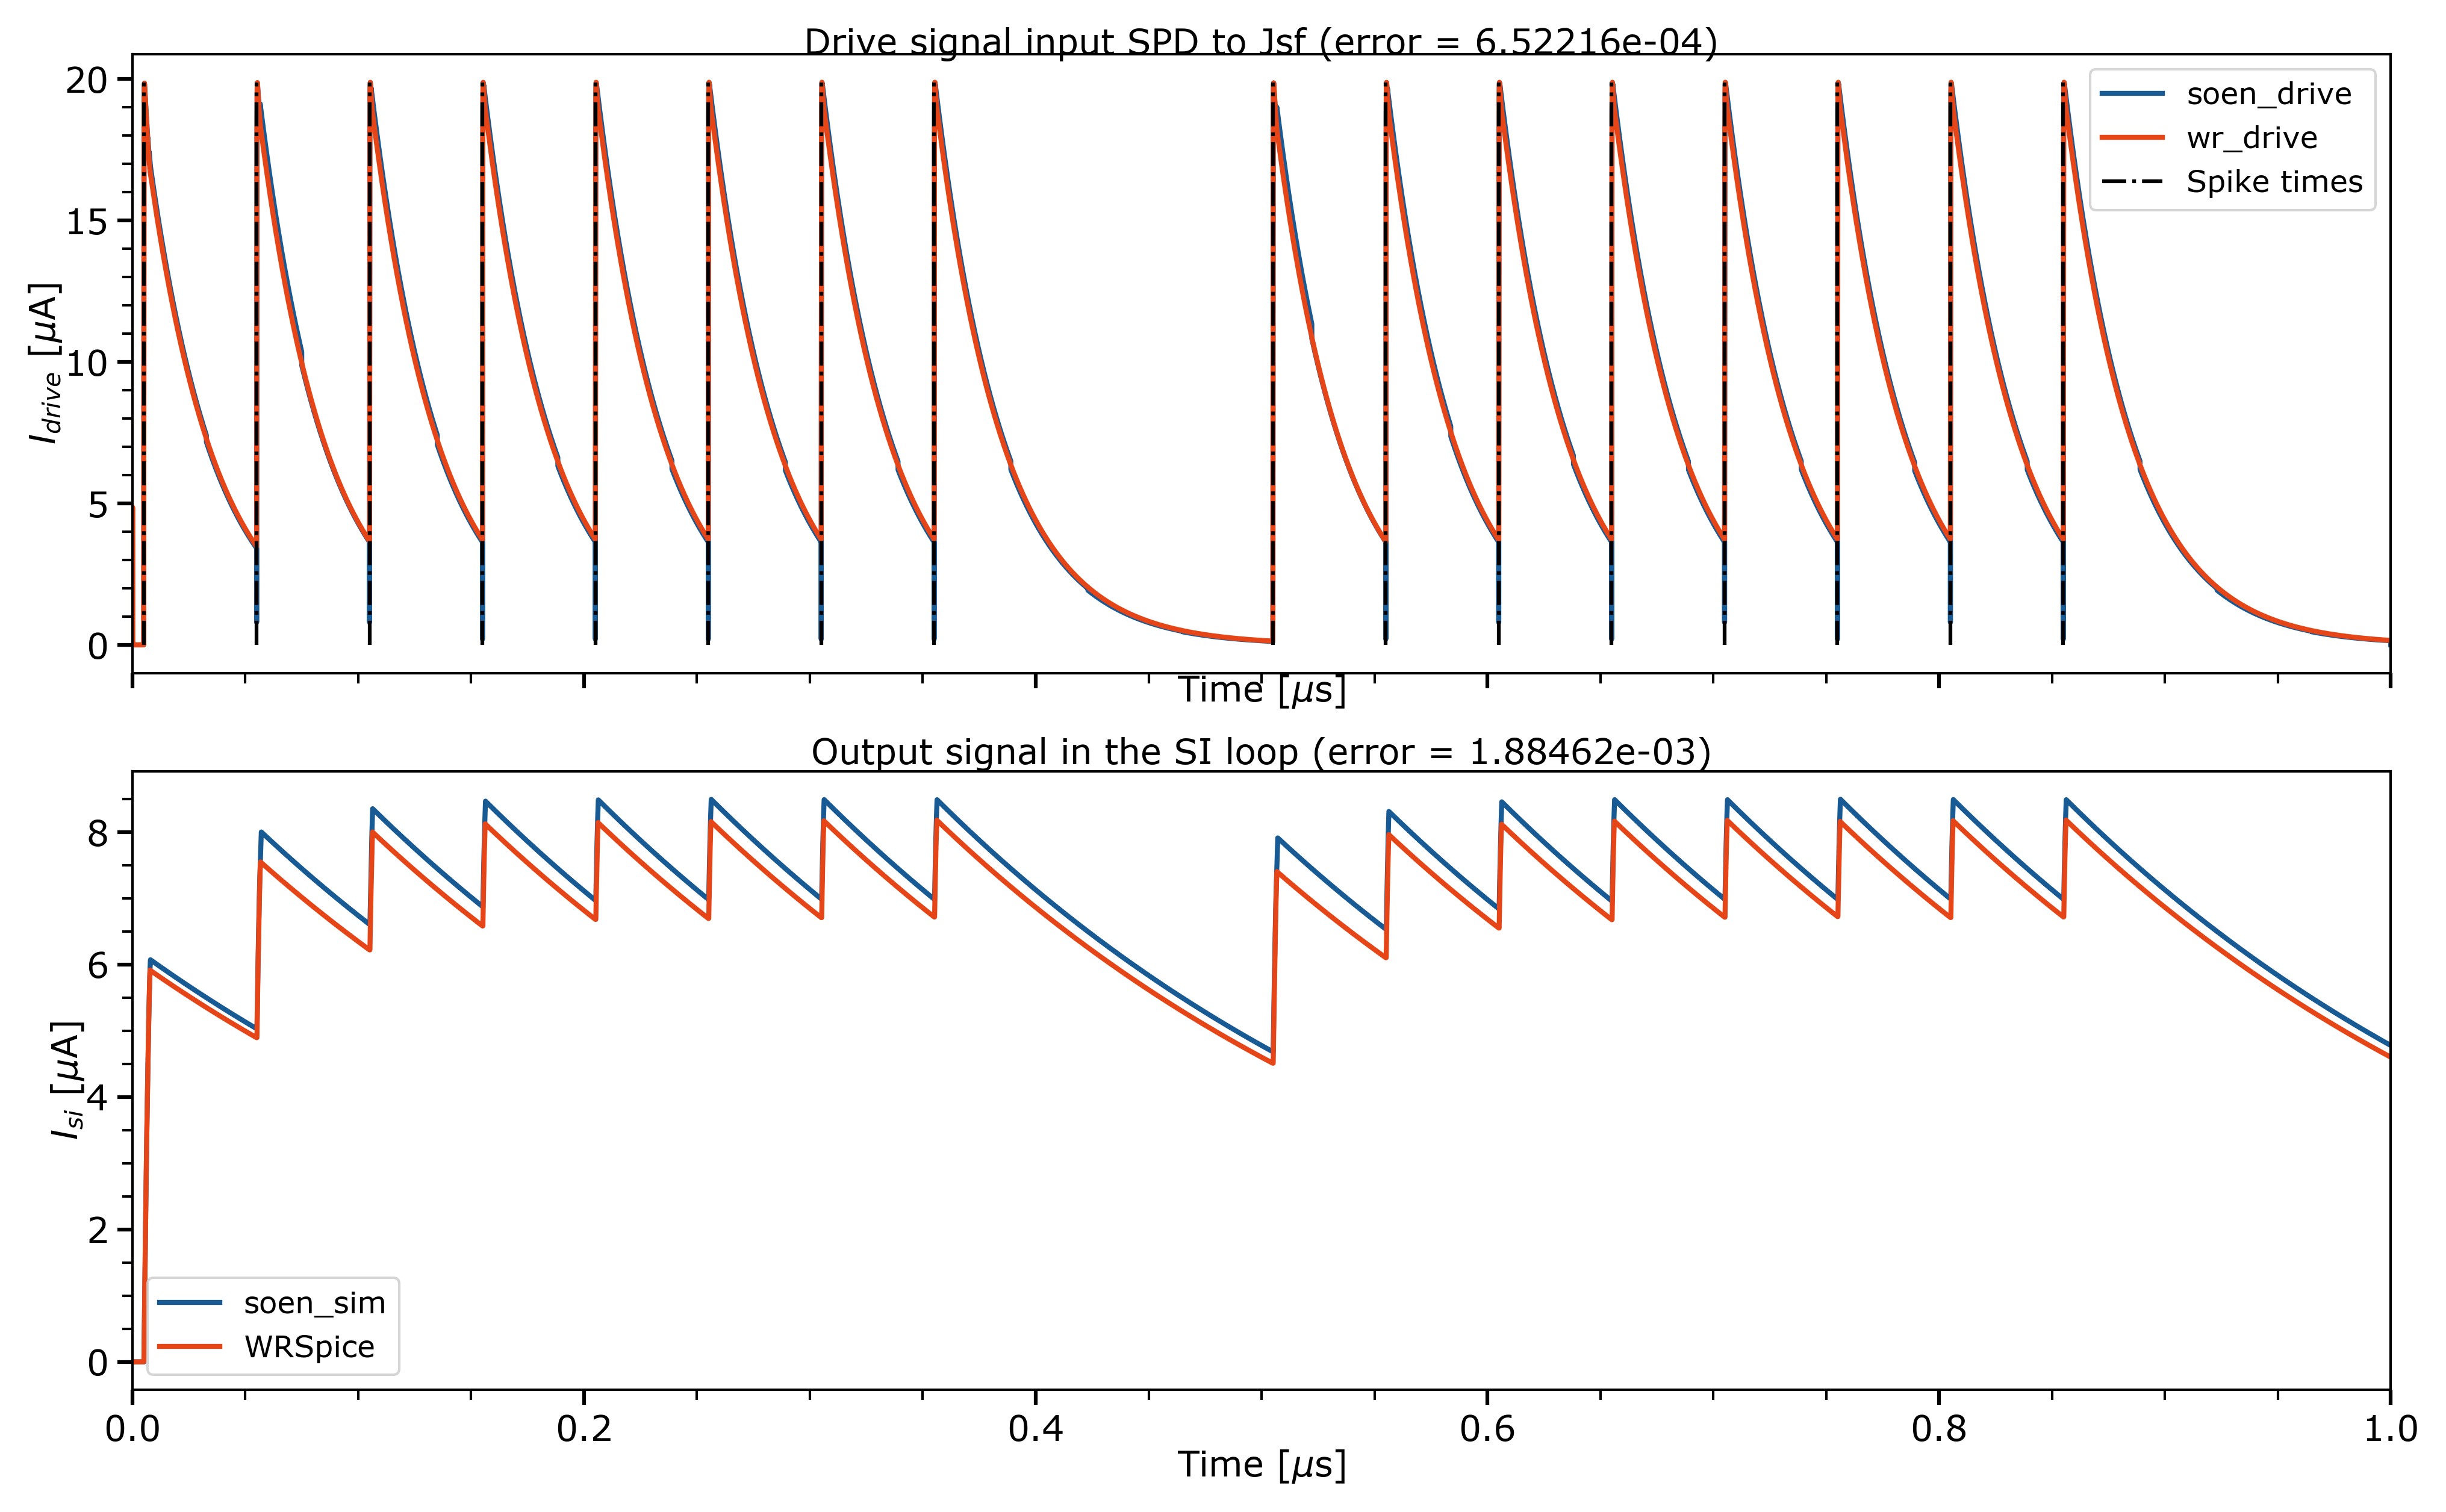 Drive signal input SPD to Jsf (error = 6.52216e-04)
I_drive [μA]
20
15
10
5
0
soen_drive
wr_drive
Spike times
Time [μs]
Output signal in the SI loop (error = 1.88462e-03)
I_si [μA]
8
6
4
2
0
soen_sim
WRSpice
0.0 0.2 0.4 0.6 0.8 1.0
Time [μs]